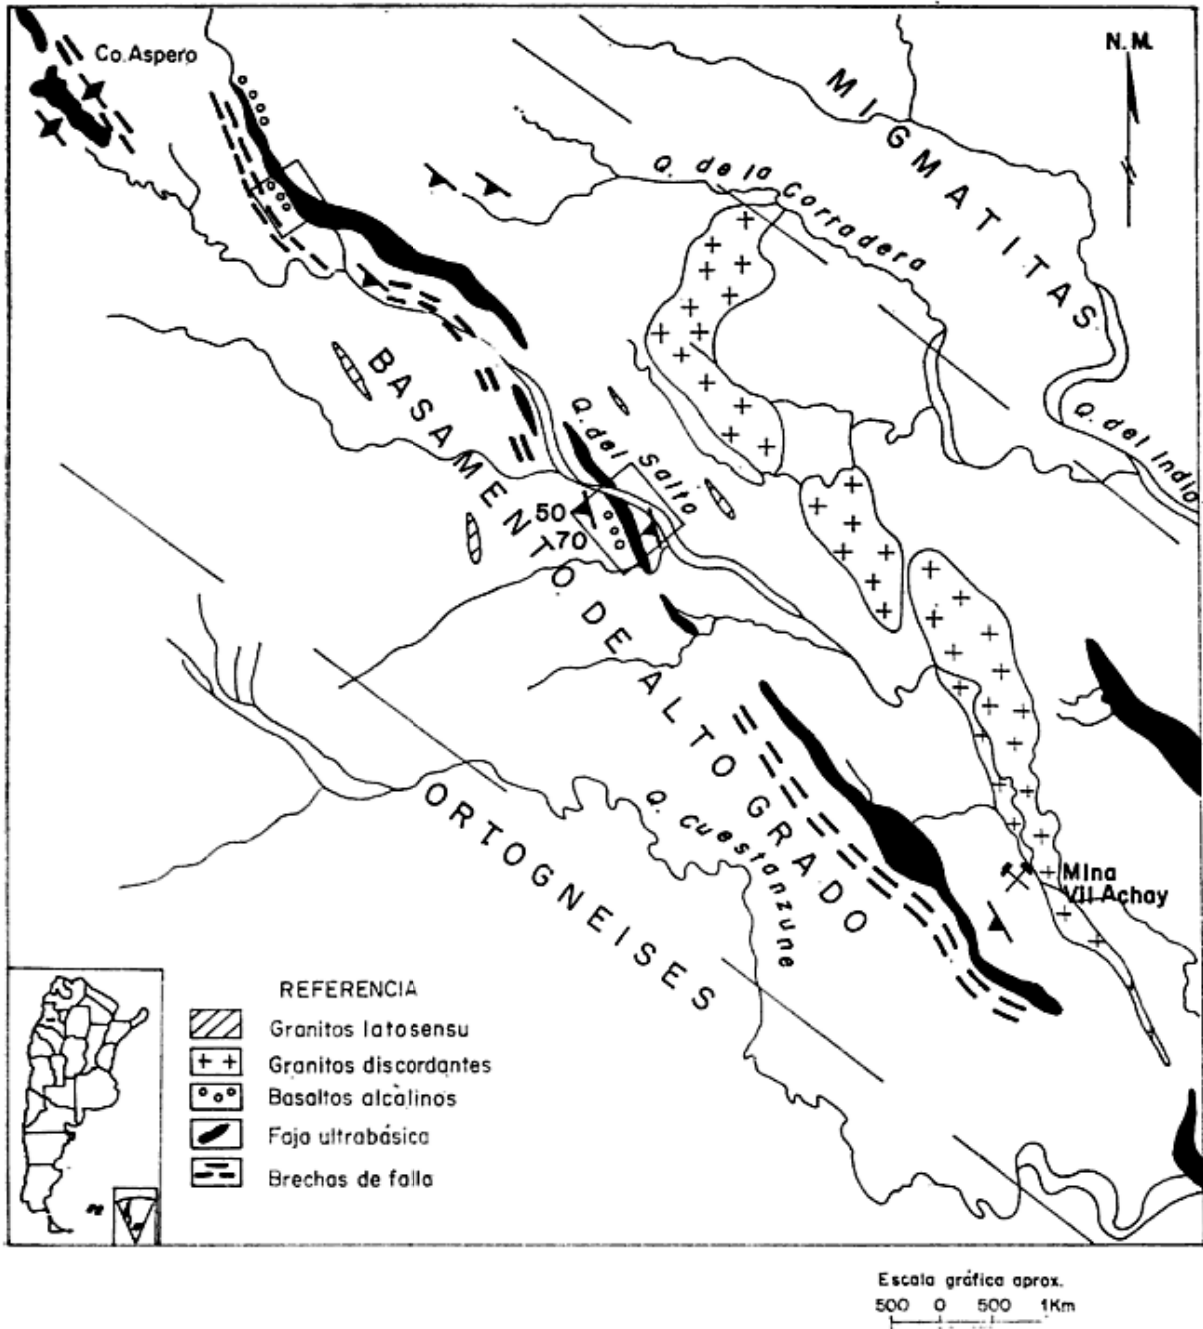 Co. Aspero
N. M.
MIGMATITAS
Q. de la Cortadera
Q. del Indio
BASAMENTO DE ALTO GRADO
Q. del Salto
50
70
ORTOGNEISES
Q. Cuestanzune
Mina
Vil Achay
REFERENCIA
Granitos latosensu
Granitos discordantes
Basaltos alcalinos
Faja ultrabásica
Brechas de falla
Escala gráfica aprox.
500 0 500 1Km